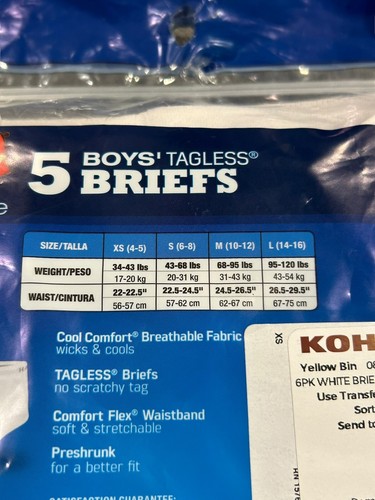 5 BOYS' TAGLESS®
BRIEFS
e
SIZE/TALLA XS (4-5) S (6-8) M (10-12) L (14-16)
WEIGHT/PESO 34-43 lbs 43-68 lbs 68-95 lbs 95-120 lbs
17-20 kg 20-31 kg 31-43 kg 43-54 kg
WAIST/CINTURA 22-22.5" 22.5-24.5" 24.5-26.5" 26.5-29.5"
56-57 cm 57-62 cm 62-67 cm 67-75 cm
Cool Comfort® Breathable Fabric
wicks & cools
TAGLESS® Briefs
no scratchy tag
Comfort Flex® Waistband
soft & stretchable
Preshrunk
for a better fit
SATISFACTION GUARANTEE:
XS
KOH
Yellow Bin 08
6PK WHITE BRIE
Use Transfe
Sort
Send to